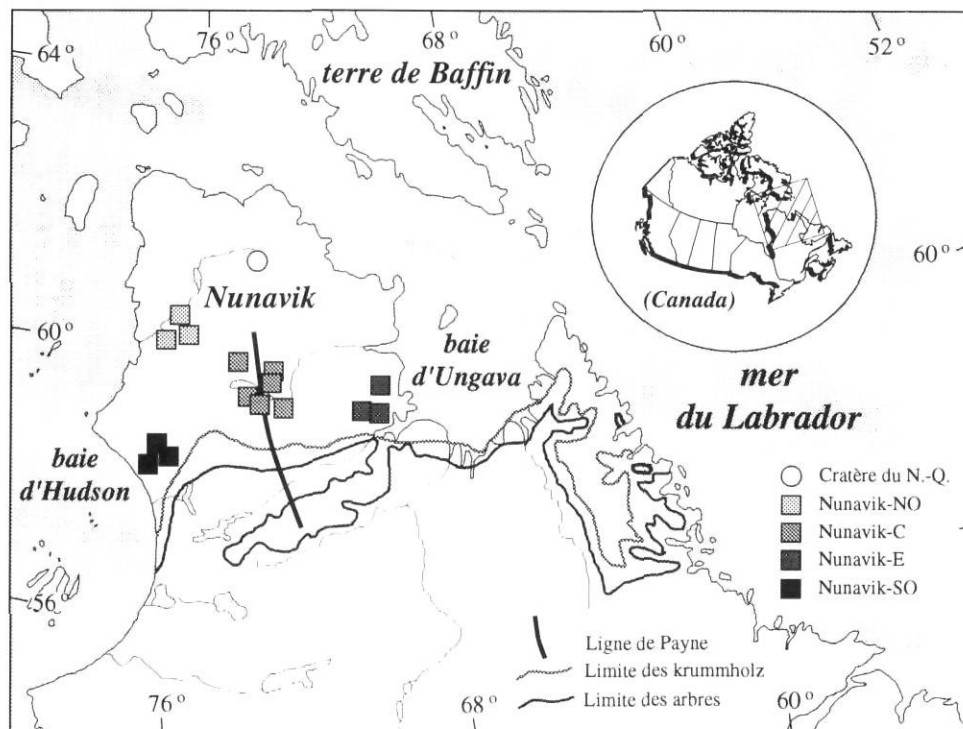 76°
68°
60°
52°
64°
terre de
Baffin
60°
(Canada)
Nunavik
60°
baie
d'Ungava
mer
du Labrador
baie
d'Hudson
Cratère du N.-Q.
Nunavik-NO
Nunavik-C
Nunavik-E
Nunavik-SO
56°
Ligne de Payne
Limite des krummholz
Limite des arbres
76°
68°
60°